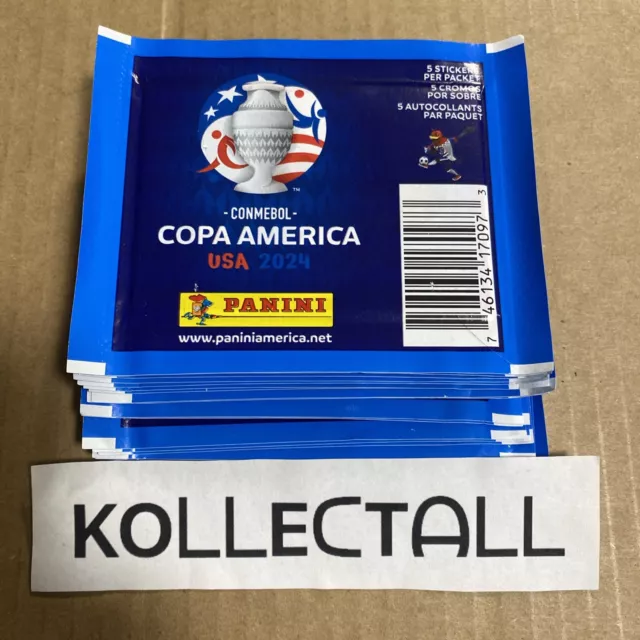 5 STICKERS
PER PACKET
5 CROMOS
POR SOBRE
5 AUTOCOLLANTS
PAR PAQUET
™
- CONMEBOL -
COPA AMERICA
USA 2024
PANINI
www.paniniamerica.net
7 46134 17097 3
KOLLECTALL